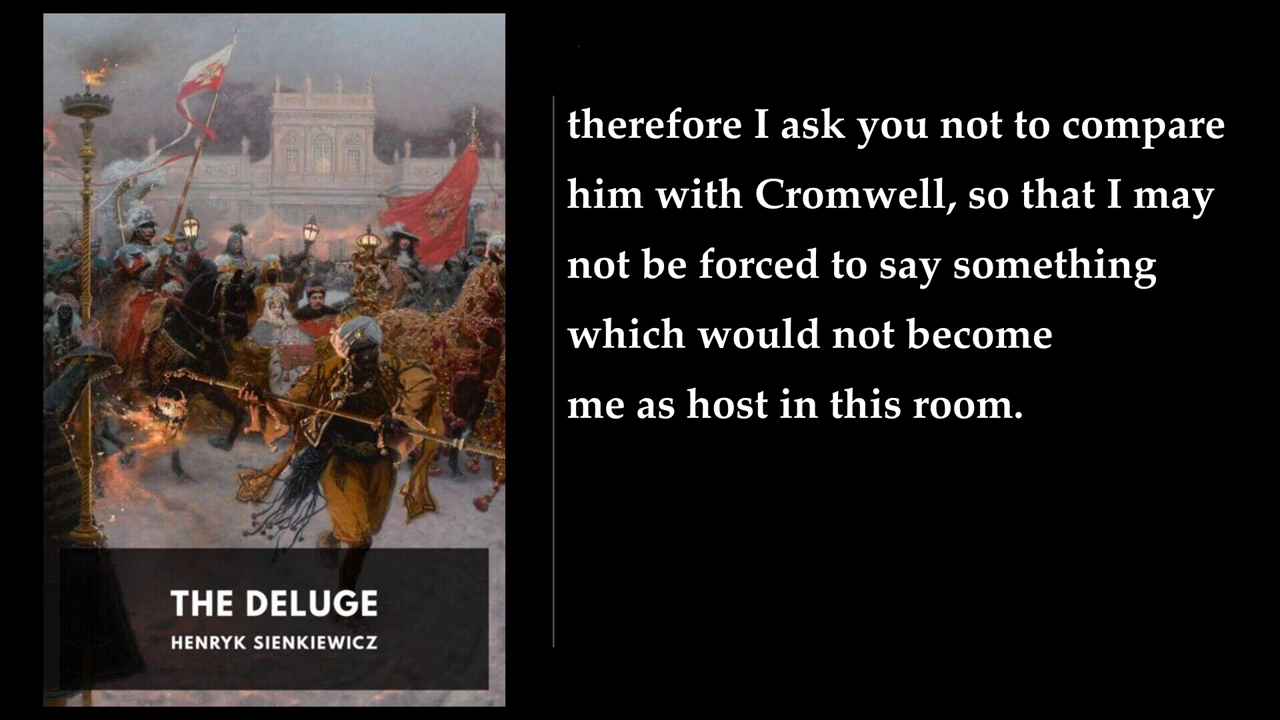 THE DELUGE
HENRYK SIENKIEWICZ
therefore I ask you not to compare
him with Cromwell, so that I may
not be forced to say something
which would not become
me as host in this room.